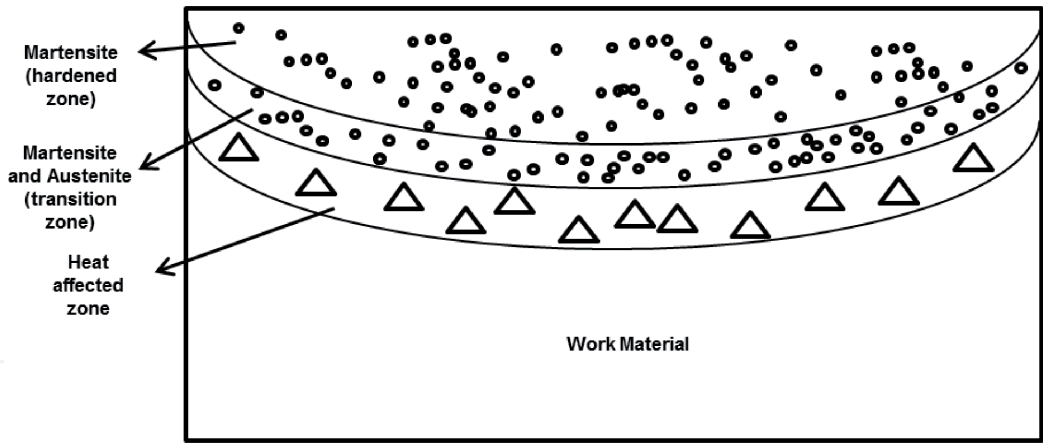 Martensite
(hardened
zone)
Martensite
and Austenite
(transition
zone)
Heat
affected
zone
Work Material